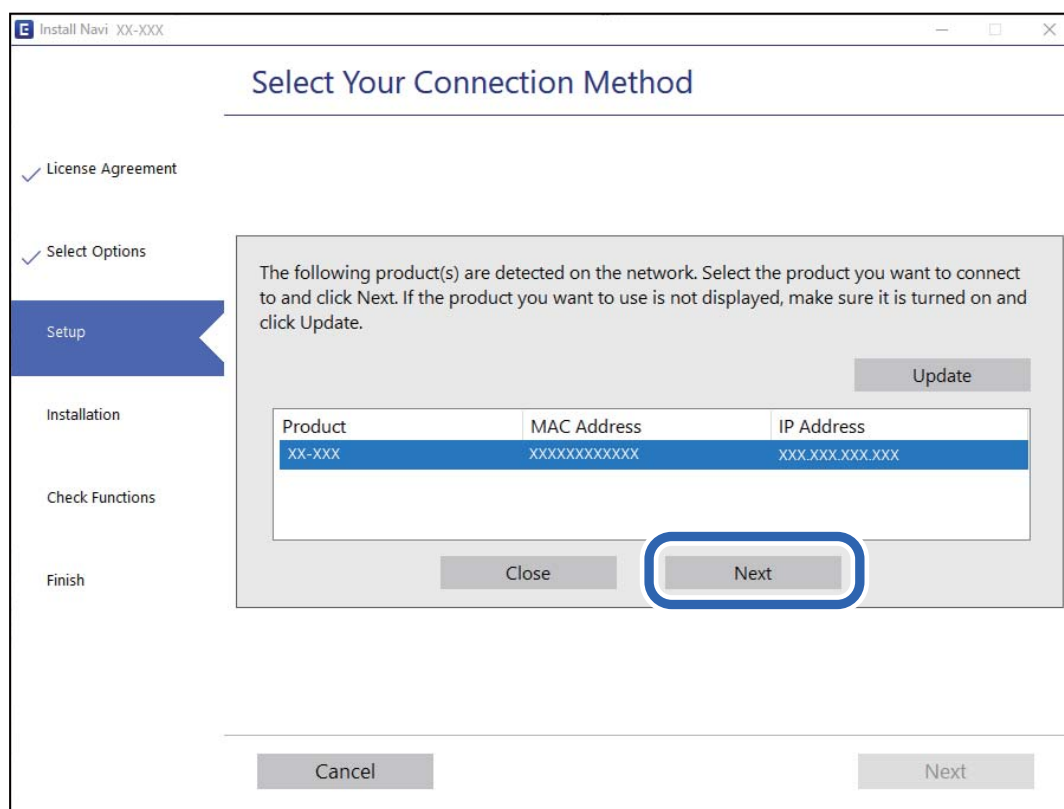 E Install Navi XX-XXX
Select Your Connection Method
License Agreement
Select Options
Setup
Installation
Check Functions
Finish
The following product(s) are detected on the network. Select the product you want to connect
to and click Next. If the product you want to use is not displayed, make sure it is turned on and
click Update.
Update
Product MAC Address IP Address
XX-XXX XXXXXXXXXXXX XXX.XXX.XXX.XXX
Close Next
Cancel Next